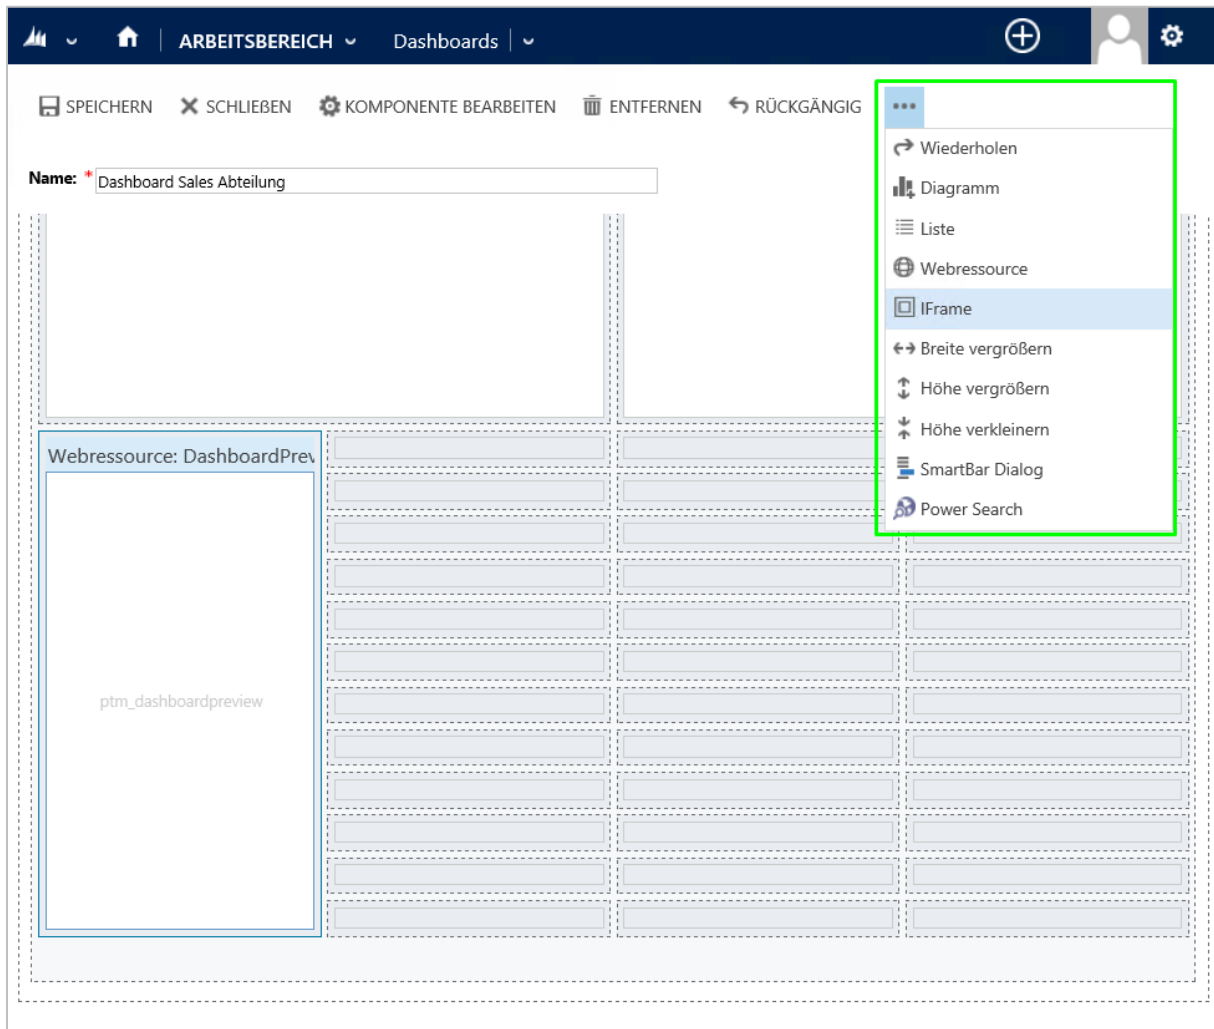 ARBEITSBEREICH Dashboards
SPEICHERN SCHLIEßEN KOMPONENTE BEARBEITEN ENTFERNEN RÜCKGÄNGIG
Wiederholen
Name: * Dashboard Sales Abteilung
Diagramm
Liste
Webressource
IFrame
Breite vergrößern
Höhe vergrößern
Höhe verkleinern
SmartBar Dialog
Power Search
Webressource: DashboardPrev
ptm_dashboardpreview